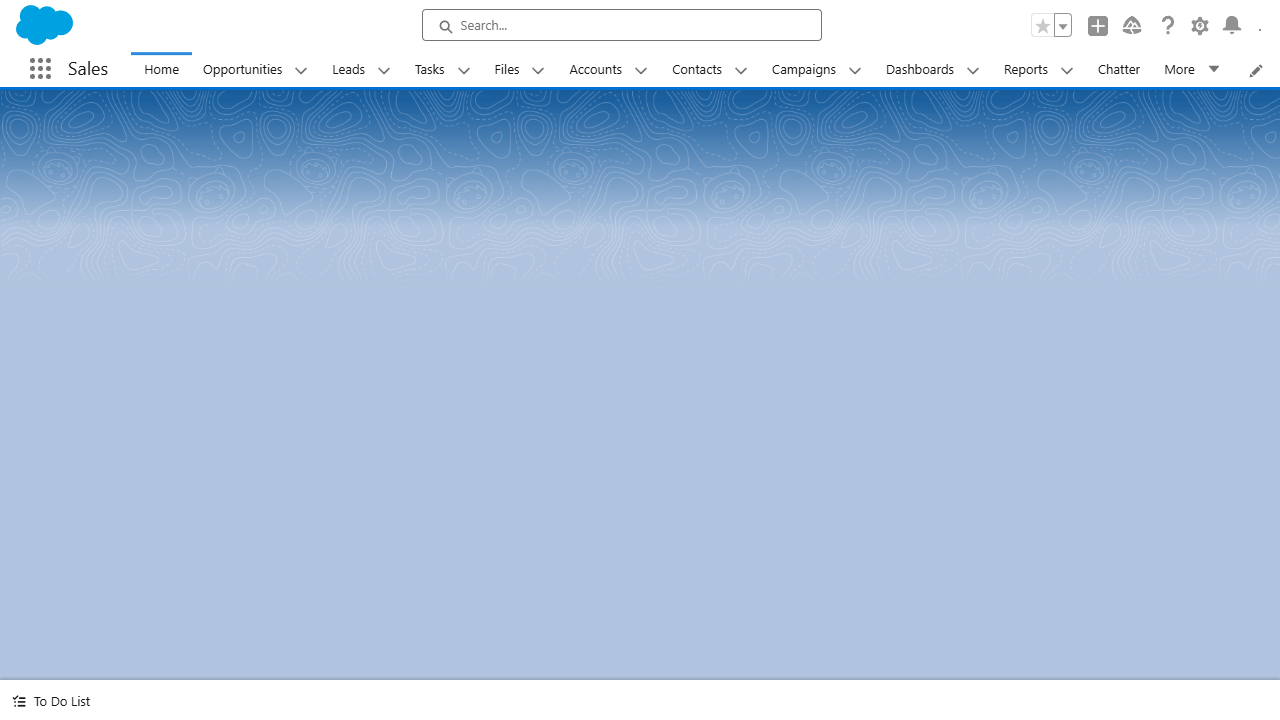 Search...
Sales
Home
Opportunities
Leads
Tasks
Files
Accounts
Contacts
Campaigns
Dashboards
Reports
Chatter
More
To Do List